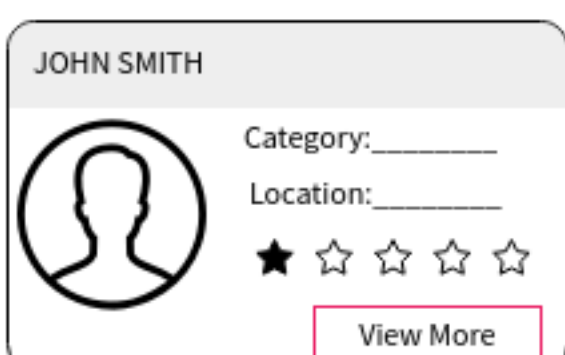 JOHN SMITH
Category:________
Location:________
View More